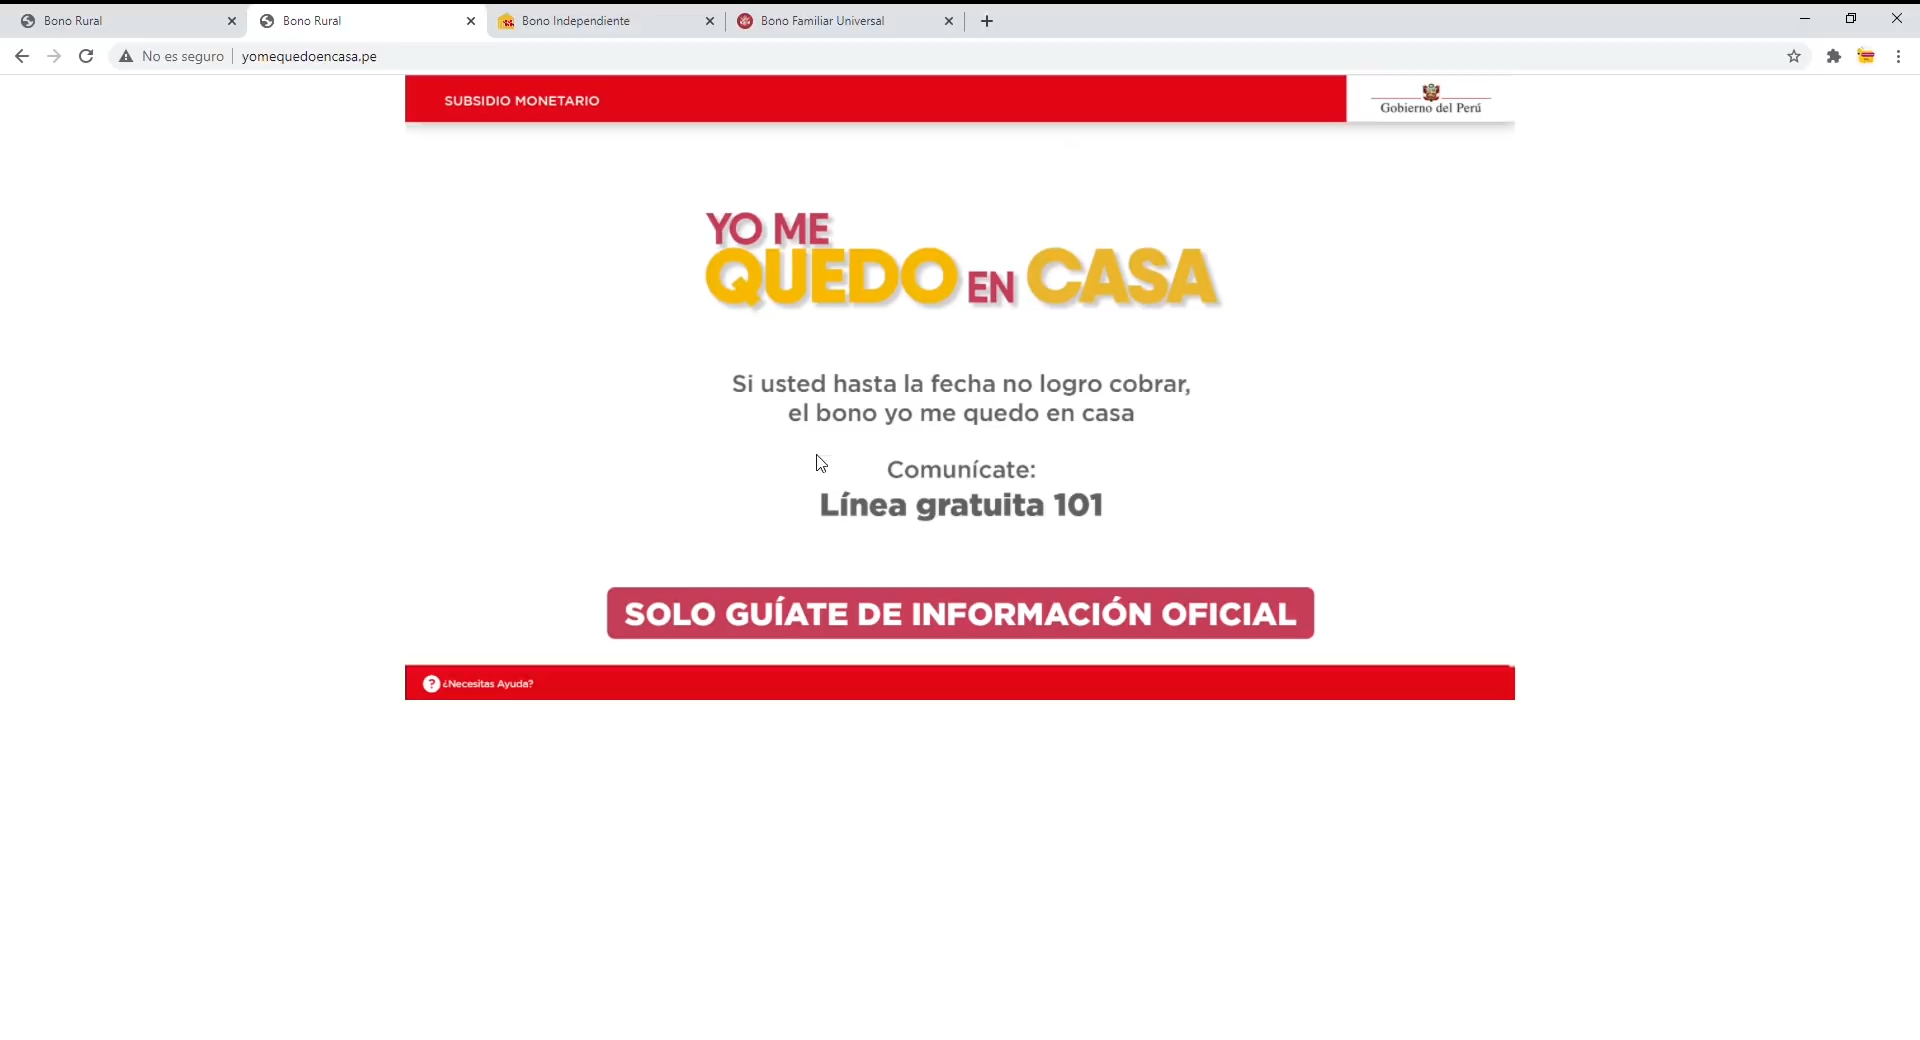 Bono Rural
Bono Rural
Bono Independiente
Bono Familiar Universal
No es seguro
yomequedoencasa.pe
SUBSIDIO MONETARIO
Gobierno del Perú
YO ME
QUEDO EN CASA
Si usted hasta la fecha no logro cobrar,
el bono yo me quedo en casa
Comunícate:
Línea gratuita 101
SOLO GUÍATE DE INFORMACIÓN OFICIAL
? ¿Necesitas Ayuda?